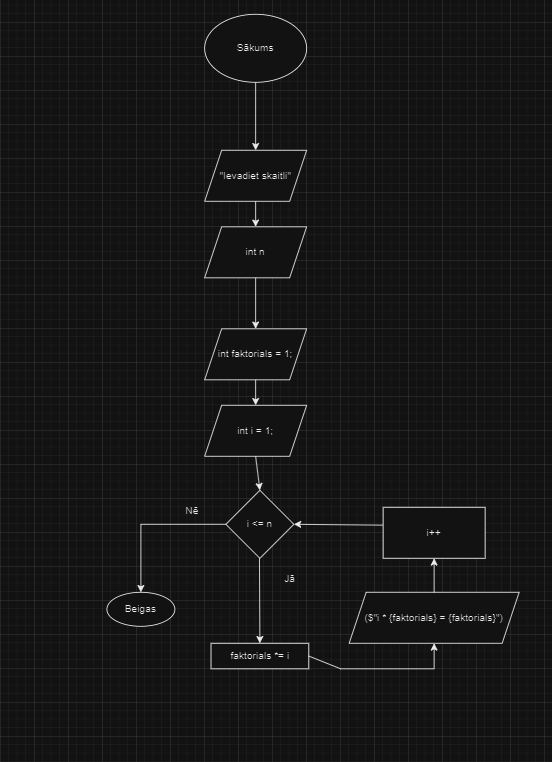 Sākums
"Ievadiet skaitli"
int n
int faktorials = 1;
int i = 1;
i <= n
Nē
Jā
Beigas
faktorials *= i
($"i * {faktorials} = {faktorials}")
i++